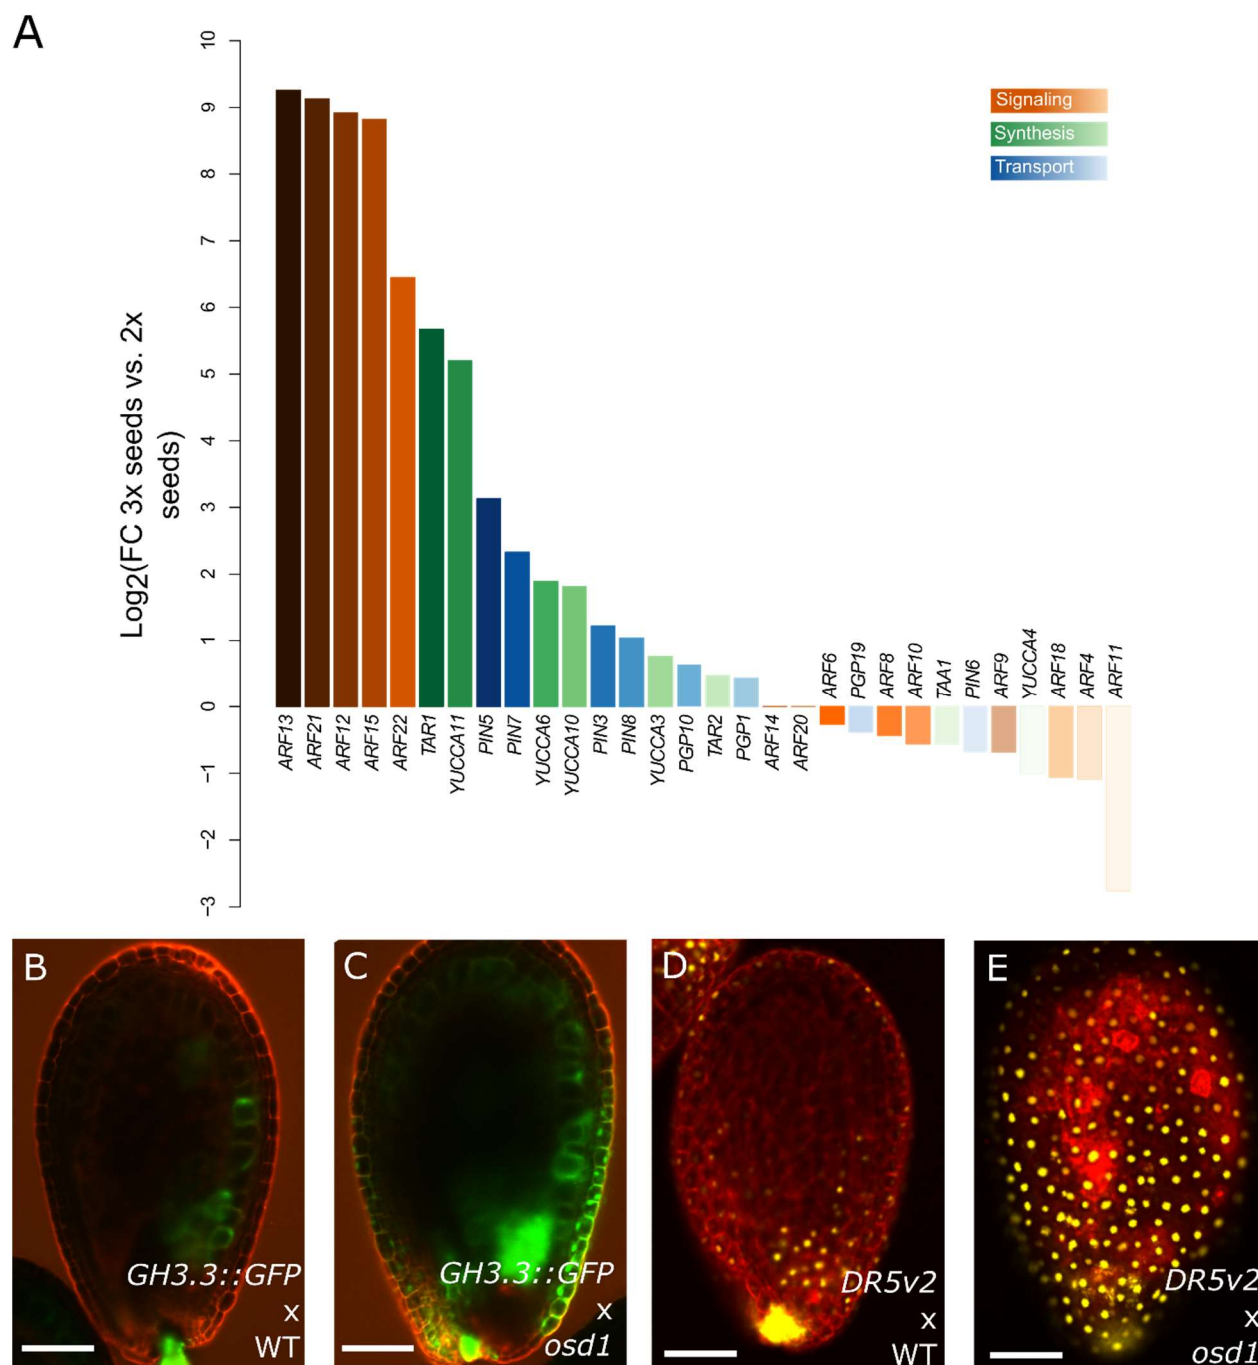 A
10
9
8
7
6
5
4
3
2
1
0
−1
−2
−3
Log2(FC 3x seeds vs. 2x
seeds)
Signaling
Synthesis
Transport
ARF13
ARF21
ARF12
ARF15
ARF22
TAR1
YUCCA11
PIN5
PIN7
YUCCA6
YUCCA10
PIN3
PIN8
YUCCA3
PGP10
TAR2
PGP1
ARF14
ARF20
ARF6
PGP19
ARF8
ARF10
TAA1
PIN6
ARF9
YUCCA4
ARF18
ARF4
ARF11
B
GH3.3::GFP
x
WT
C
GH3.3::GFP
x
osd1
D
DR5v2
x
WT
E
DR5v2
x
osd1